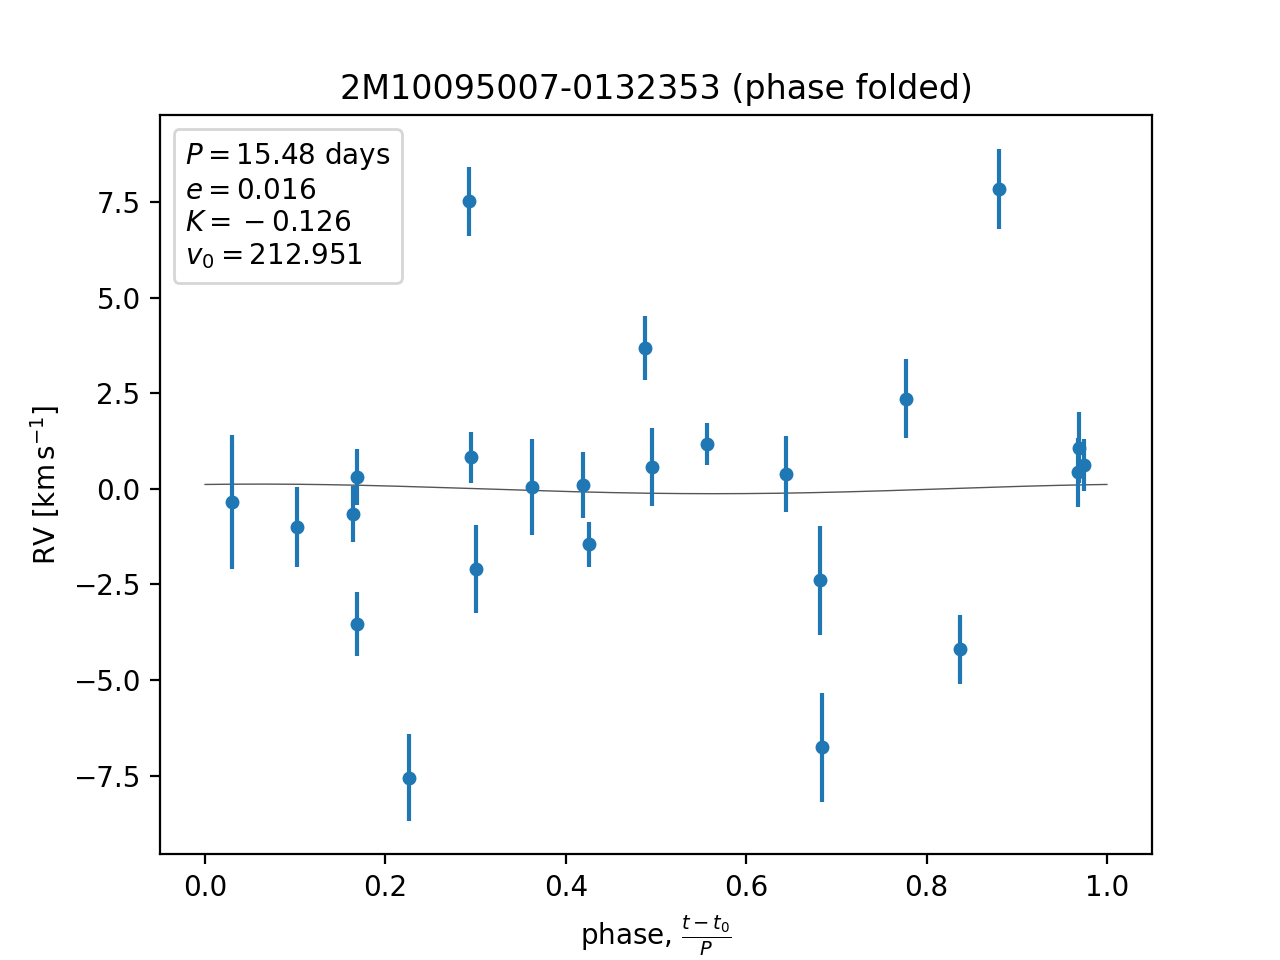 2M10095007-0132353 (phase folded)
P = 15.48 days
e = 0.016
K = −0.126
v₀ = 212.951
RV [km s⁻¹]
7.5
5.0
2.5
0.0
−2.5
−5.0
−7.5
0.0 0.2 0.4 0.6 0.8 1.0
phase, (t − t₀)/P